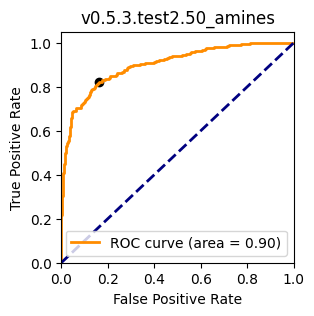 v0.5.3.test2.50_amines
True Positive Rate
1.0
0.8
0.6
0.4
0.2
0.0
ROC curve (area = 0.90)
0.0 0.2 0.4 0.6 0.8 1.0
False Positive Rate